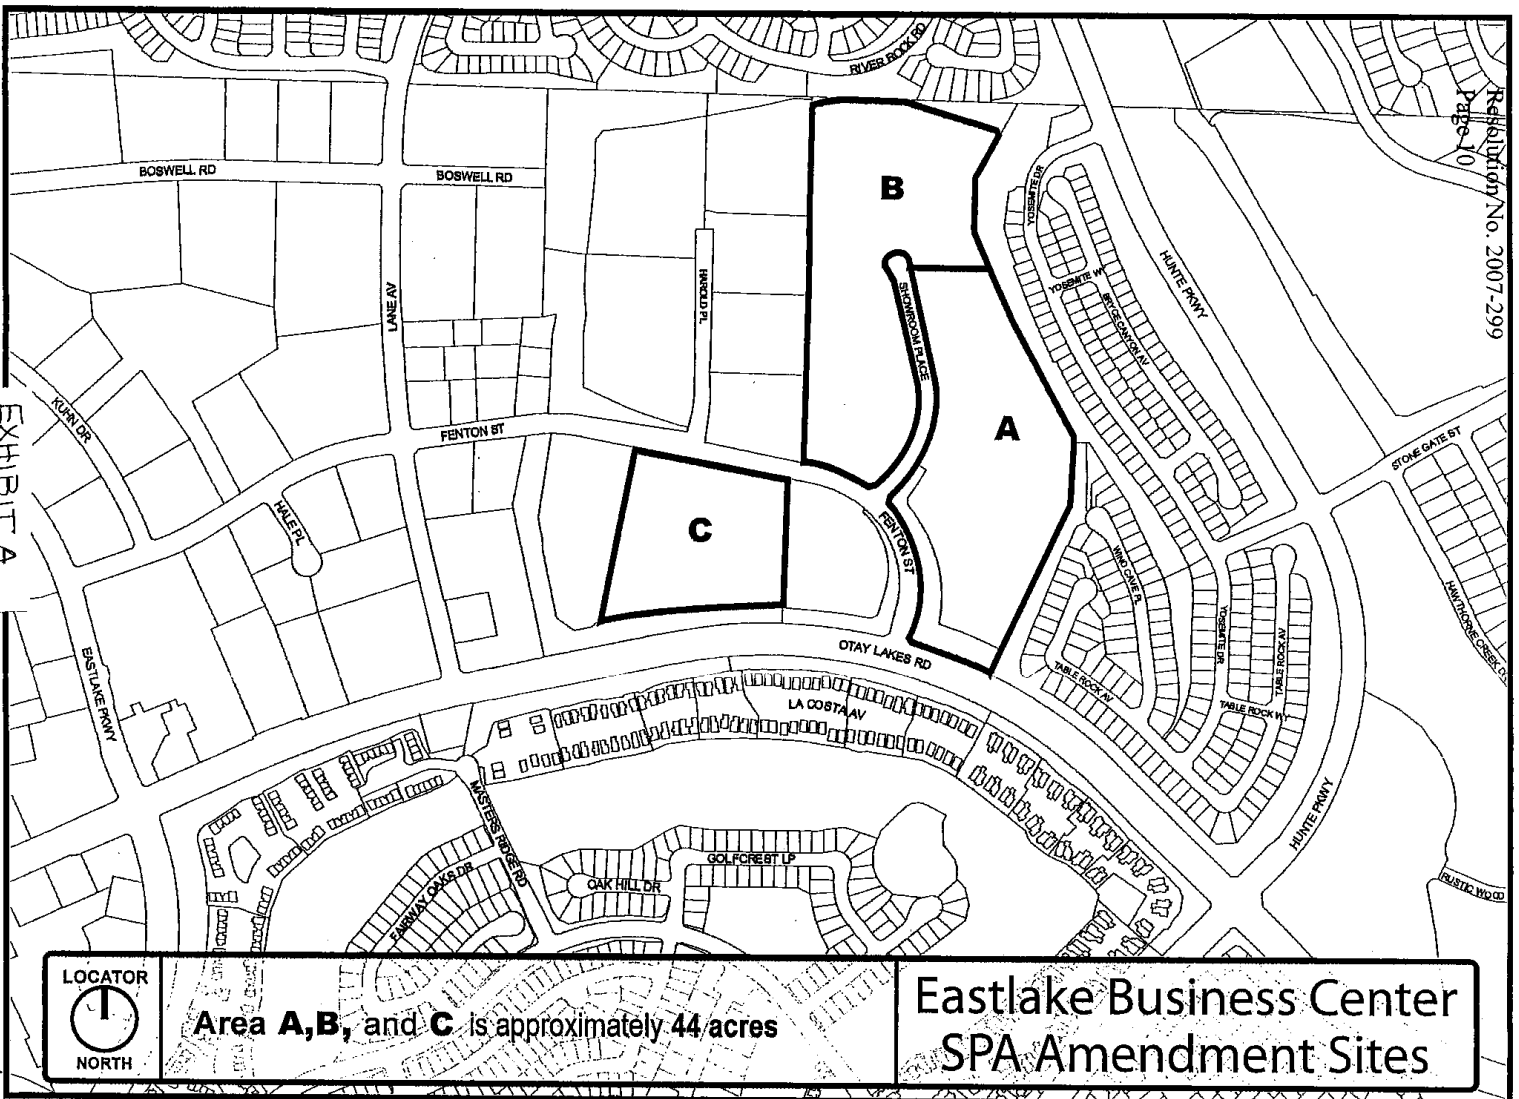 Resolution No. 2007-299
Page 10
EXHIBIT A
RIVER ROCK RD
BOSWELL RD
BOSWELL RD
B
YOSEMITE DR
HUNTE PKWY
YOSEMITE W
BRYCE CANYON AV
LANE AV
HAROLD PL
SHOWROOM PLACE
KUHN DR
FENTON ST
A
STONE GATE ST
HALE PL
C
FENTON ST
WIND CAVE PL
HAWTHORNE CREEK
YOSEMITE DR
TABLE ROCK AV
EASTLAKE PKWY
OTAY LAKES RD
TABLE ROCK AV
LA COSTA AV
TABLE ROCK W
MASTERS RIDGE RD
HUNTE PKWY
GOLFCREST LP
FAIRWAY OAKS DR
OAK HILL DR
RUSTIC WOOD
LOCATOR
NORTH
Area A,B, and C is approximately 44 acres
Eastlake Business Center
SPA Amendment Sites